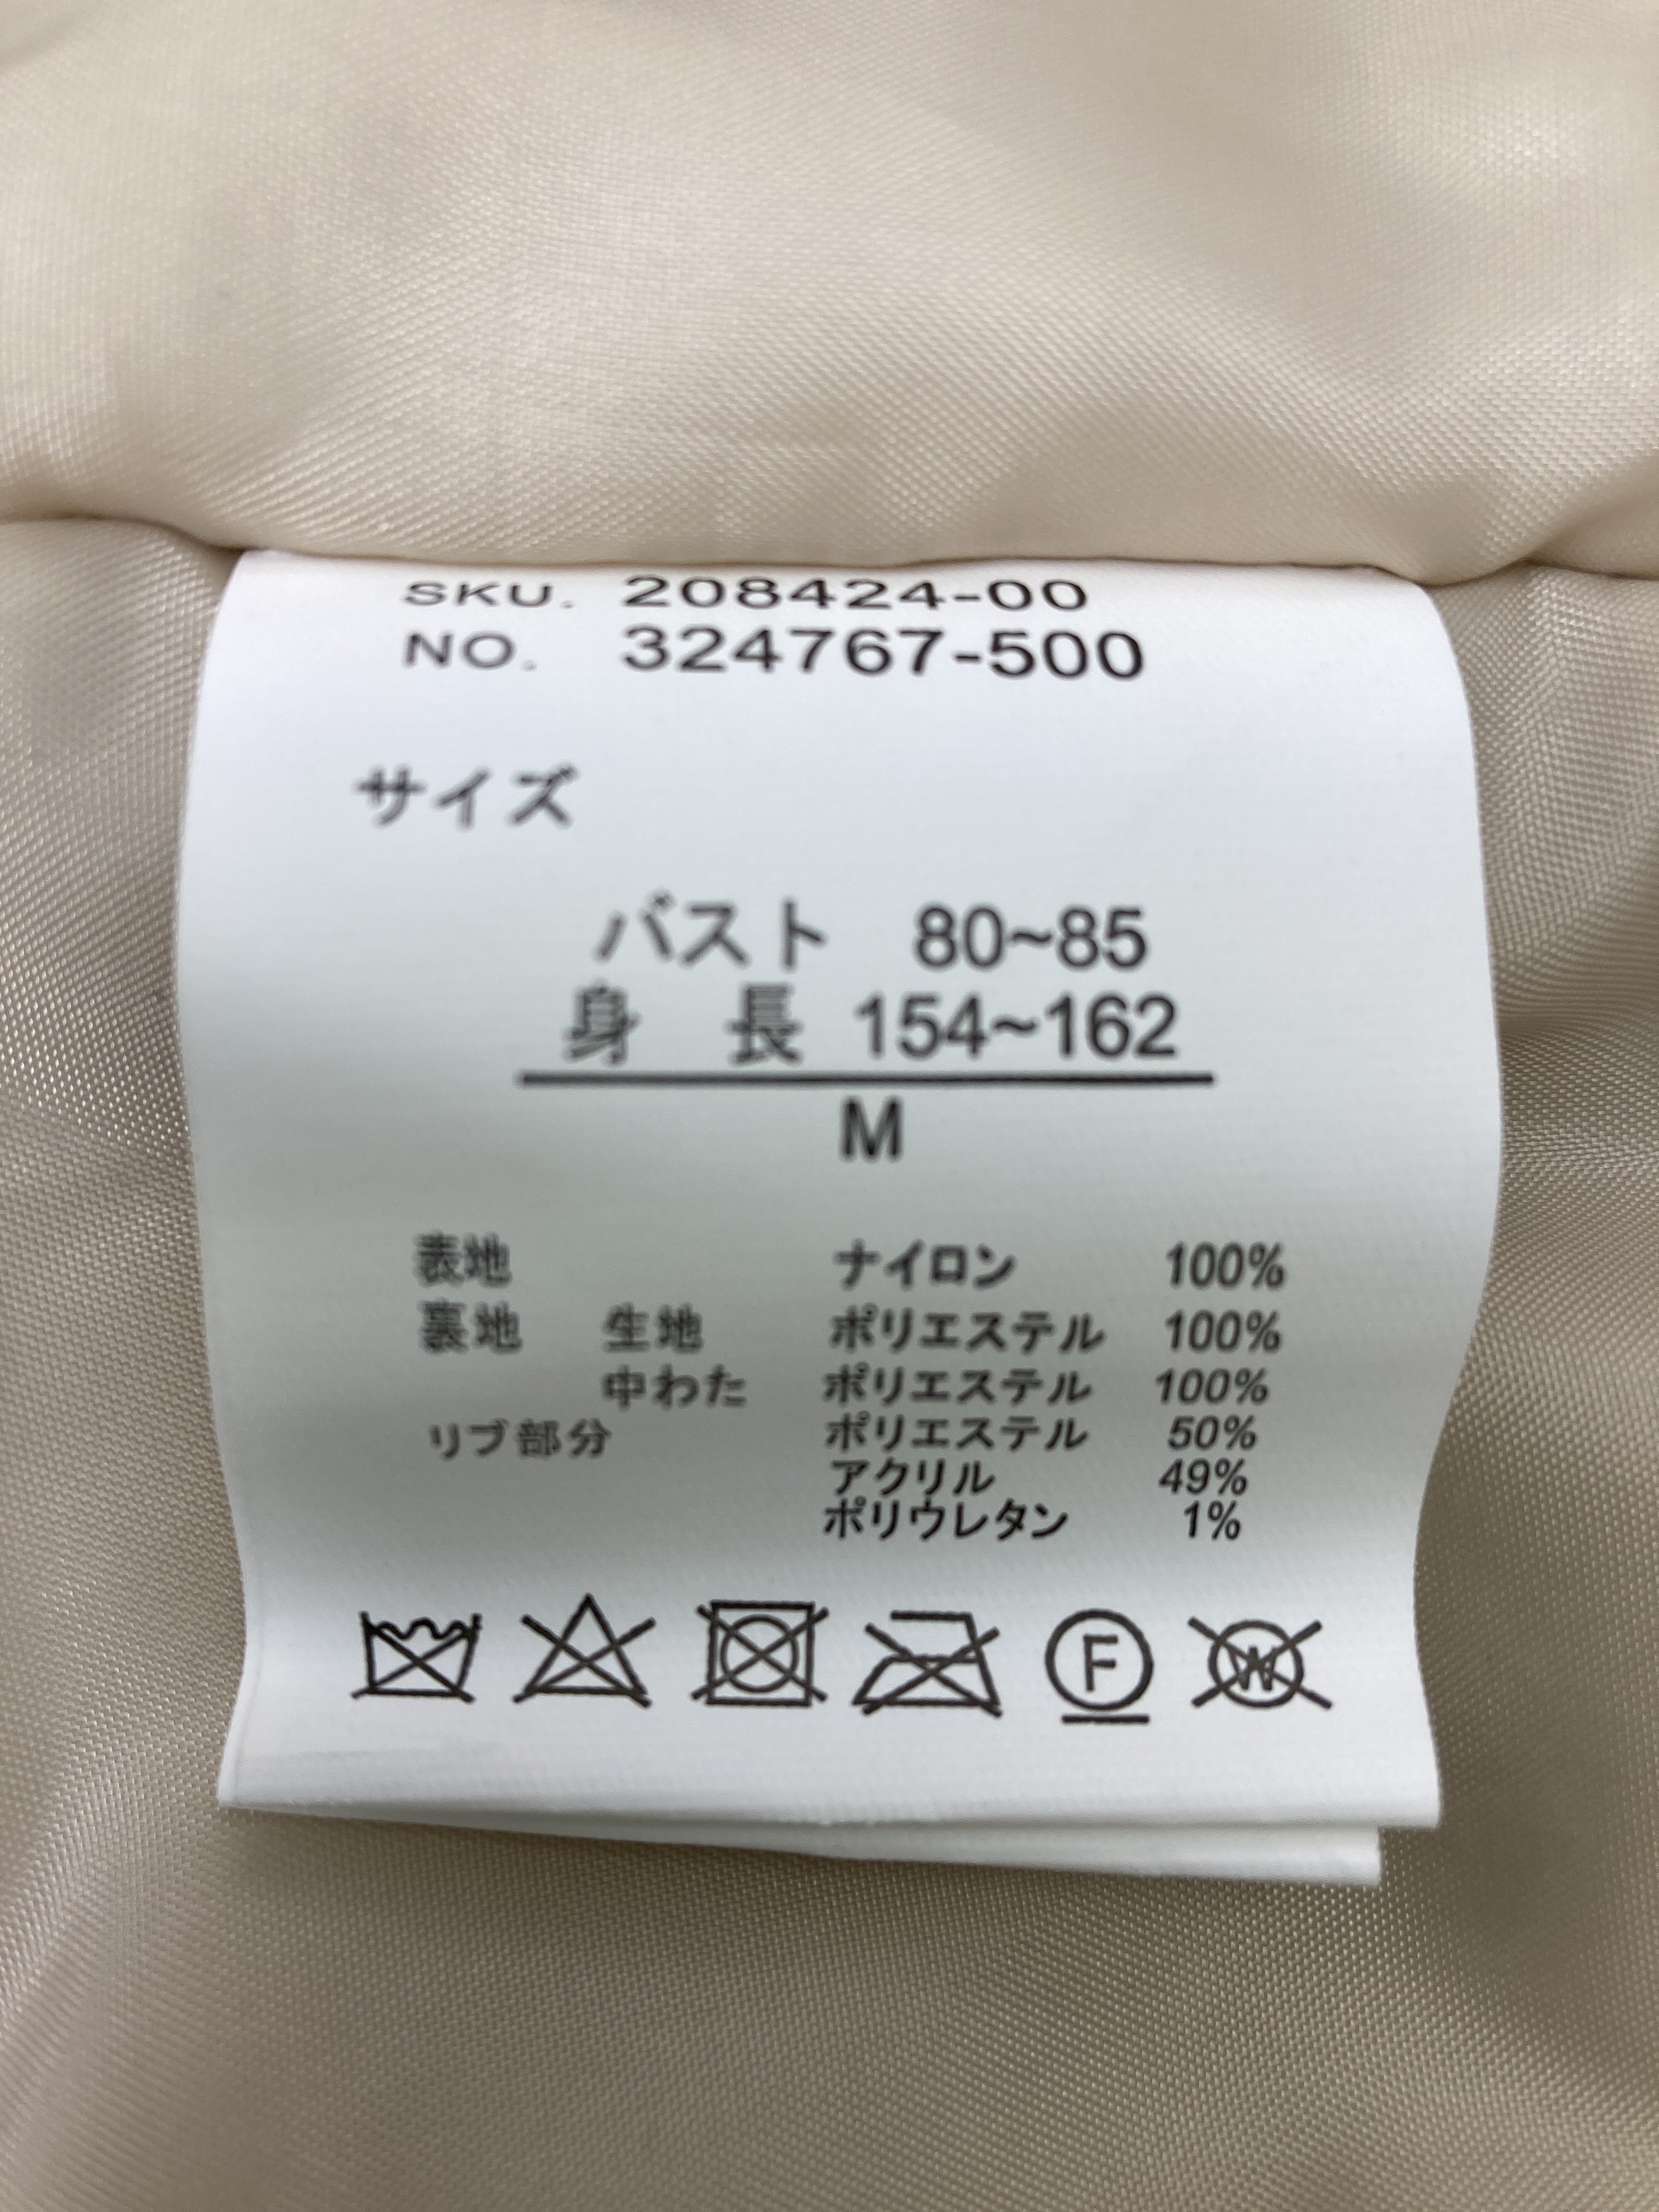 SKU. 208424-00
NO. 324767-500
サイズ
バスト 80~85
身 長 154~162
M
表地 ナイロン 100%
裏地 生地 ポリエステル 100%
中わた ポリエステル 100%
リブ部分 ポリエステル 50%
アクリル 49%
ポリウレタン 1%
F W